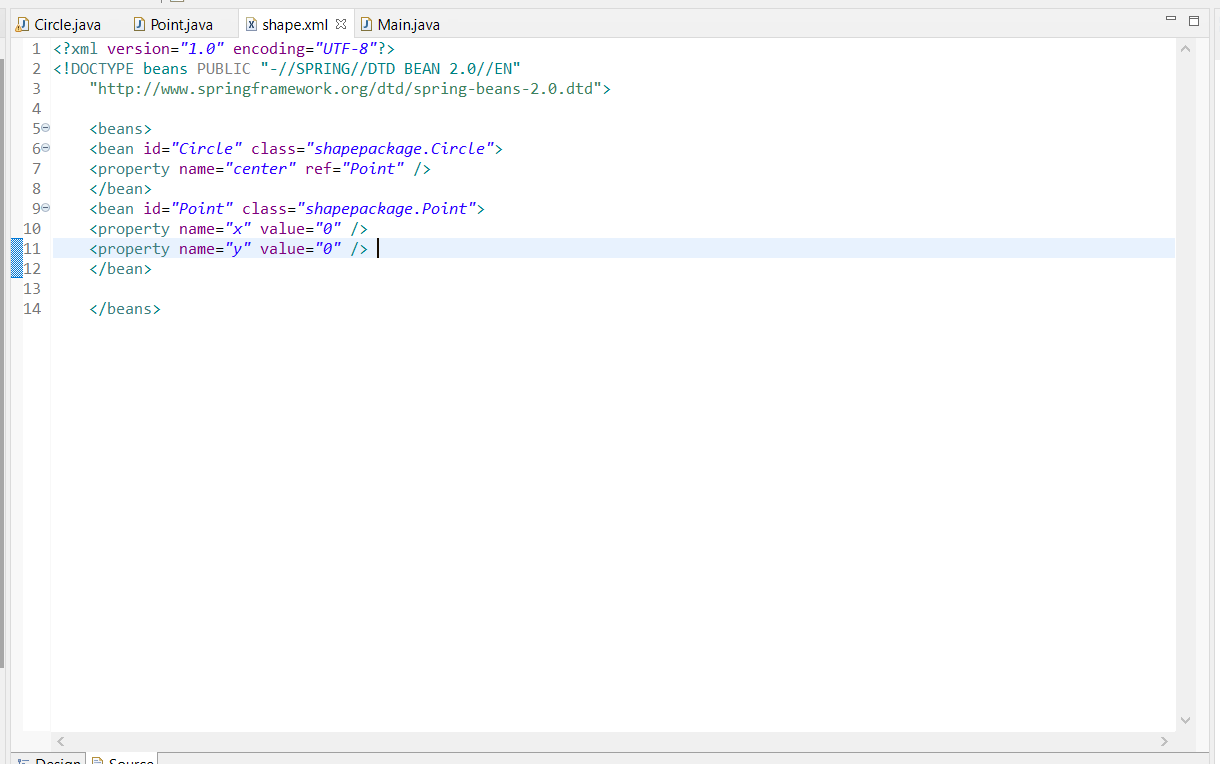 Circle.java Point.java shape.xml Main.java
1 <?xml version="1.0" encoding="UTF-8"?>
2 <!DOCTYPE beans PUBLIC "-//SPRING//DTD BEAN 2.0//EN"
3 "http://www.springframework.org/dtd/spring-beans-2.0.dtd">
4
5 <beans>
6 <bean id="Circle" class="shapepackage.Circle">
7 <property name="center" ref="Point" />
8 </bean>
9 <bean id="Point" class="shapepackage.Point">
10 <property name="x" value="0" />
11 <property name="y" value="0" />
12 </bean>
13
14 </beans>
Design Source